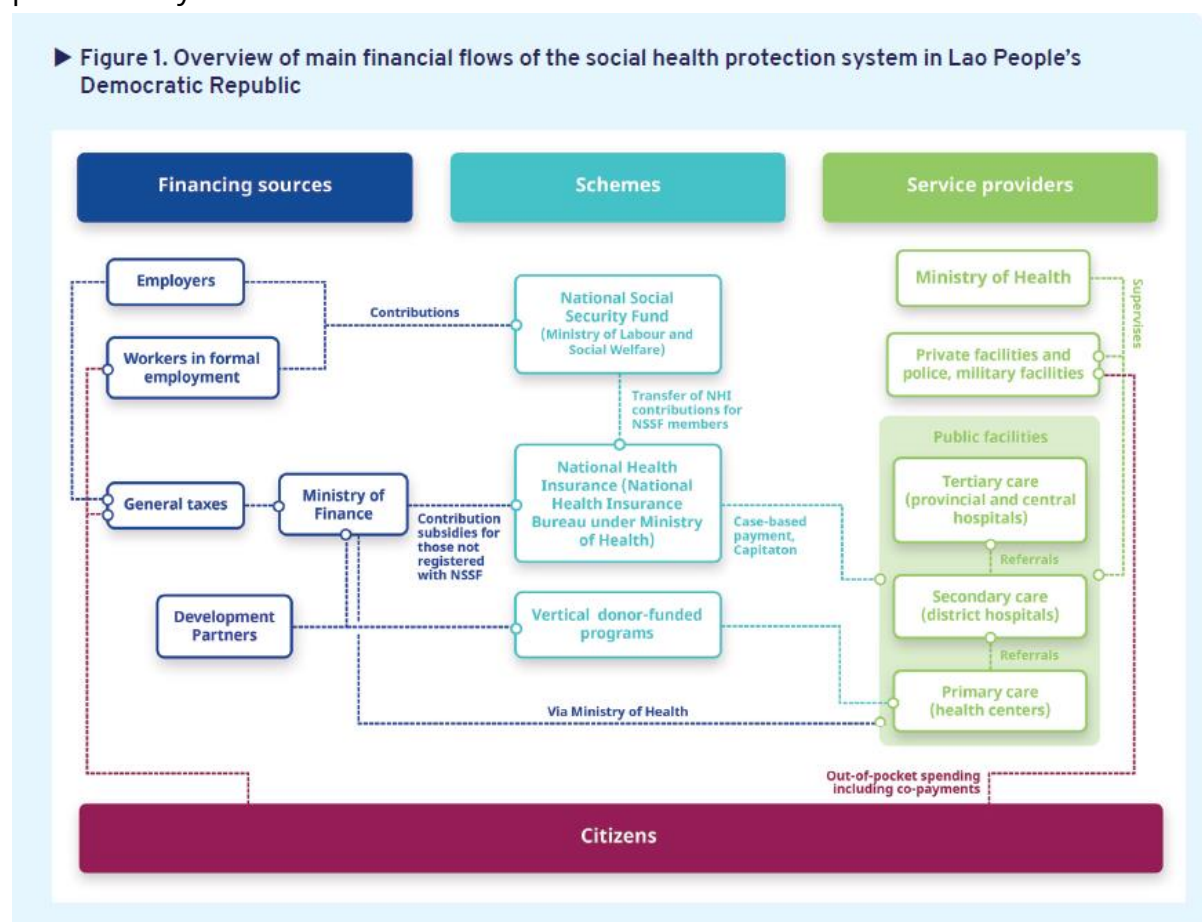 ▶ Figure 1. Overview of main financial flows of the social health protection system in Lao People's
Democratic Republic
Financing sources
Schemes
Service providers
Employers
Workers in formal
employment
Contributions
General taxes
Ministry of
Finance
Contribution
subsidies for
those not
registered
with NSSF
Development
Partners
National Social
Security Fund
(Ministry of Labour and
Social Welfare)
Transfer of NHI
contributions for
NSSF members
National Health
Insurance (National
Health Insurance
Bureau under Ministry
of Health)
Case-based
payment,
Capitaton
Vertical donor-funded
programs
Via Ministry of Health
Ministry of Health
Supervises
Private facilities and
police, military facilities
Public facilities
Tertiary care
(provincial and central
hospitals)
Referrals
Secondary care
(district hospitals)
Referrals
Primary care
(health centers)
Out-of-pocket spending
including co-payments
Citizens